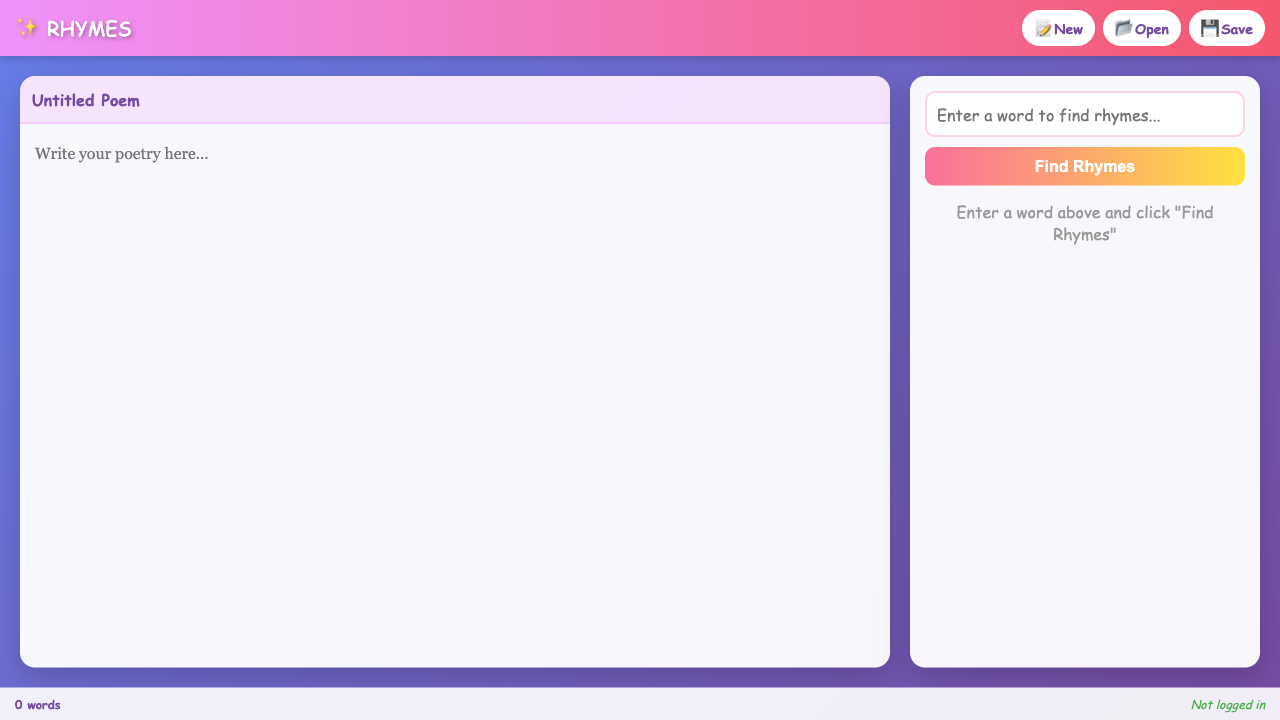 ✨ RHYMES
📝New
📂Open
💾Save
Untitled Poem
Write your poetry here...
Enter a word to find rhymes...
Find Rhymes
Enter a word above and click "Find
Rhymes"
0 words
Not logged in